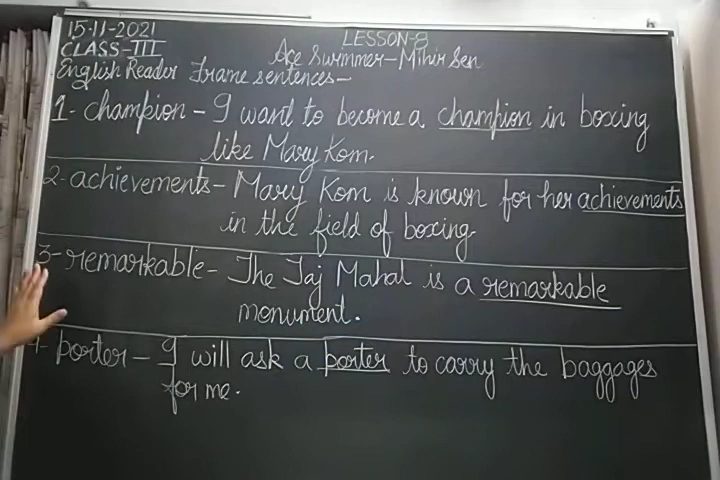 15-11-2021
CLASS-III
LESSON-8
Ace Swimmer-Mihir Sen
English Reader Frame sentences-
1- champion - I want to become a champion in boxing
like Mary Kom.
2- achievements- Mary Kom is known for her achievements
in the field of boxing.
3- remarkable- The Taj Mahal is a remarkable
monument.
4- porter - I will ask a porter to carry the baggages
for me.